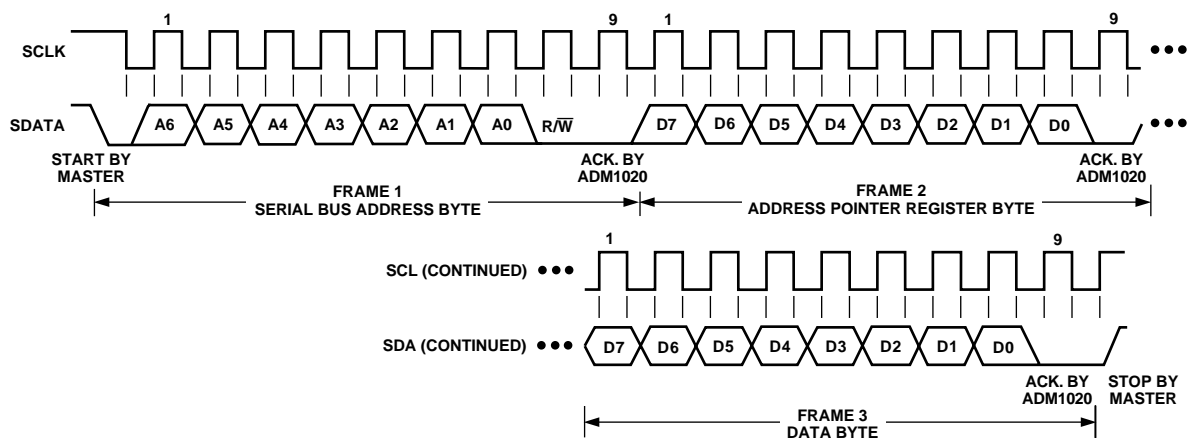 1 9 1 9
SCLK
SDATA A6 A5 A4 A3 A2 A1 A0 R/W̅ D7 D6 D5 D4 D3 D2 D1 D0
START BY
MASTER
ACK. BY
ADM1020
ACK. BY
ADM1020
FRAME 1
SERIAL BUS ADDRESS BYTE
FRAME 2
ADDRESS POINTER REGISTER BYTE
1 9
SCL (CONTINUED)
SDA (CONTINUED) D7 D6 D5 D4 D3 D2 D1 D0
ACK. BY
ADM1020
STOP BY
MASTER
FRAME 3
DATA BYTE